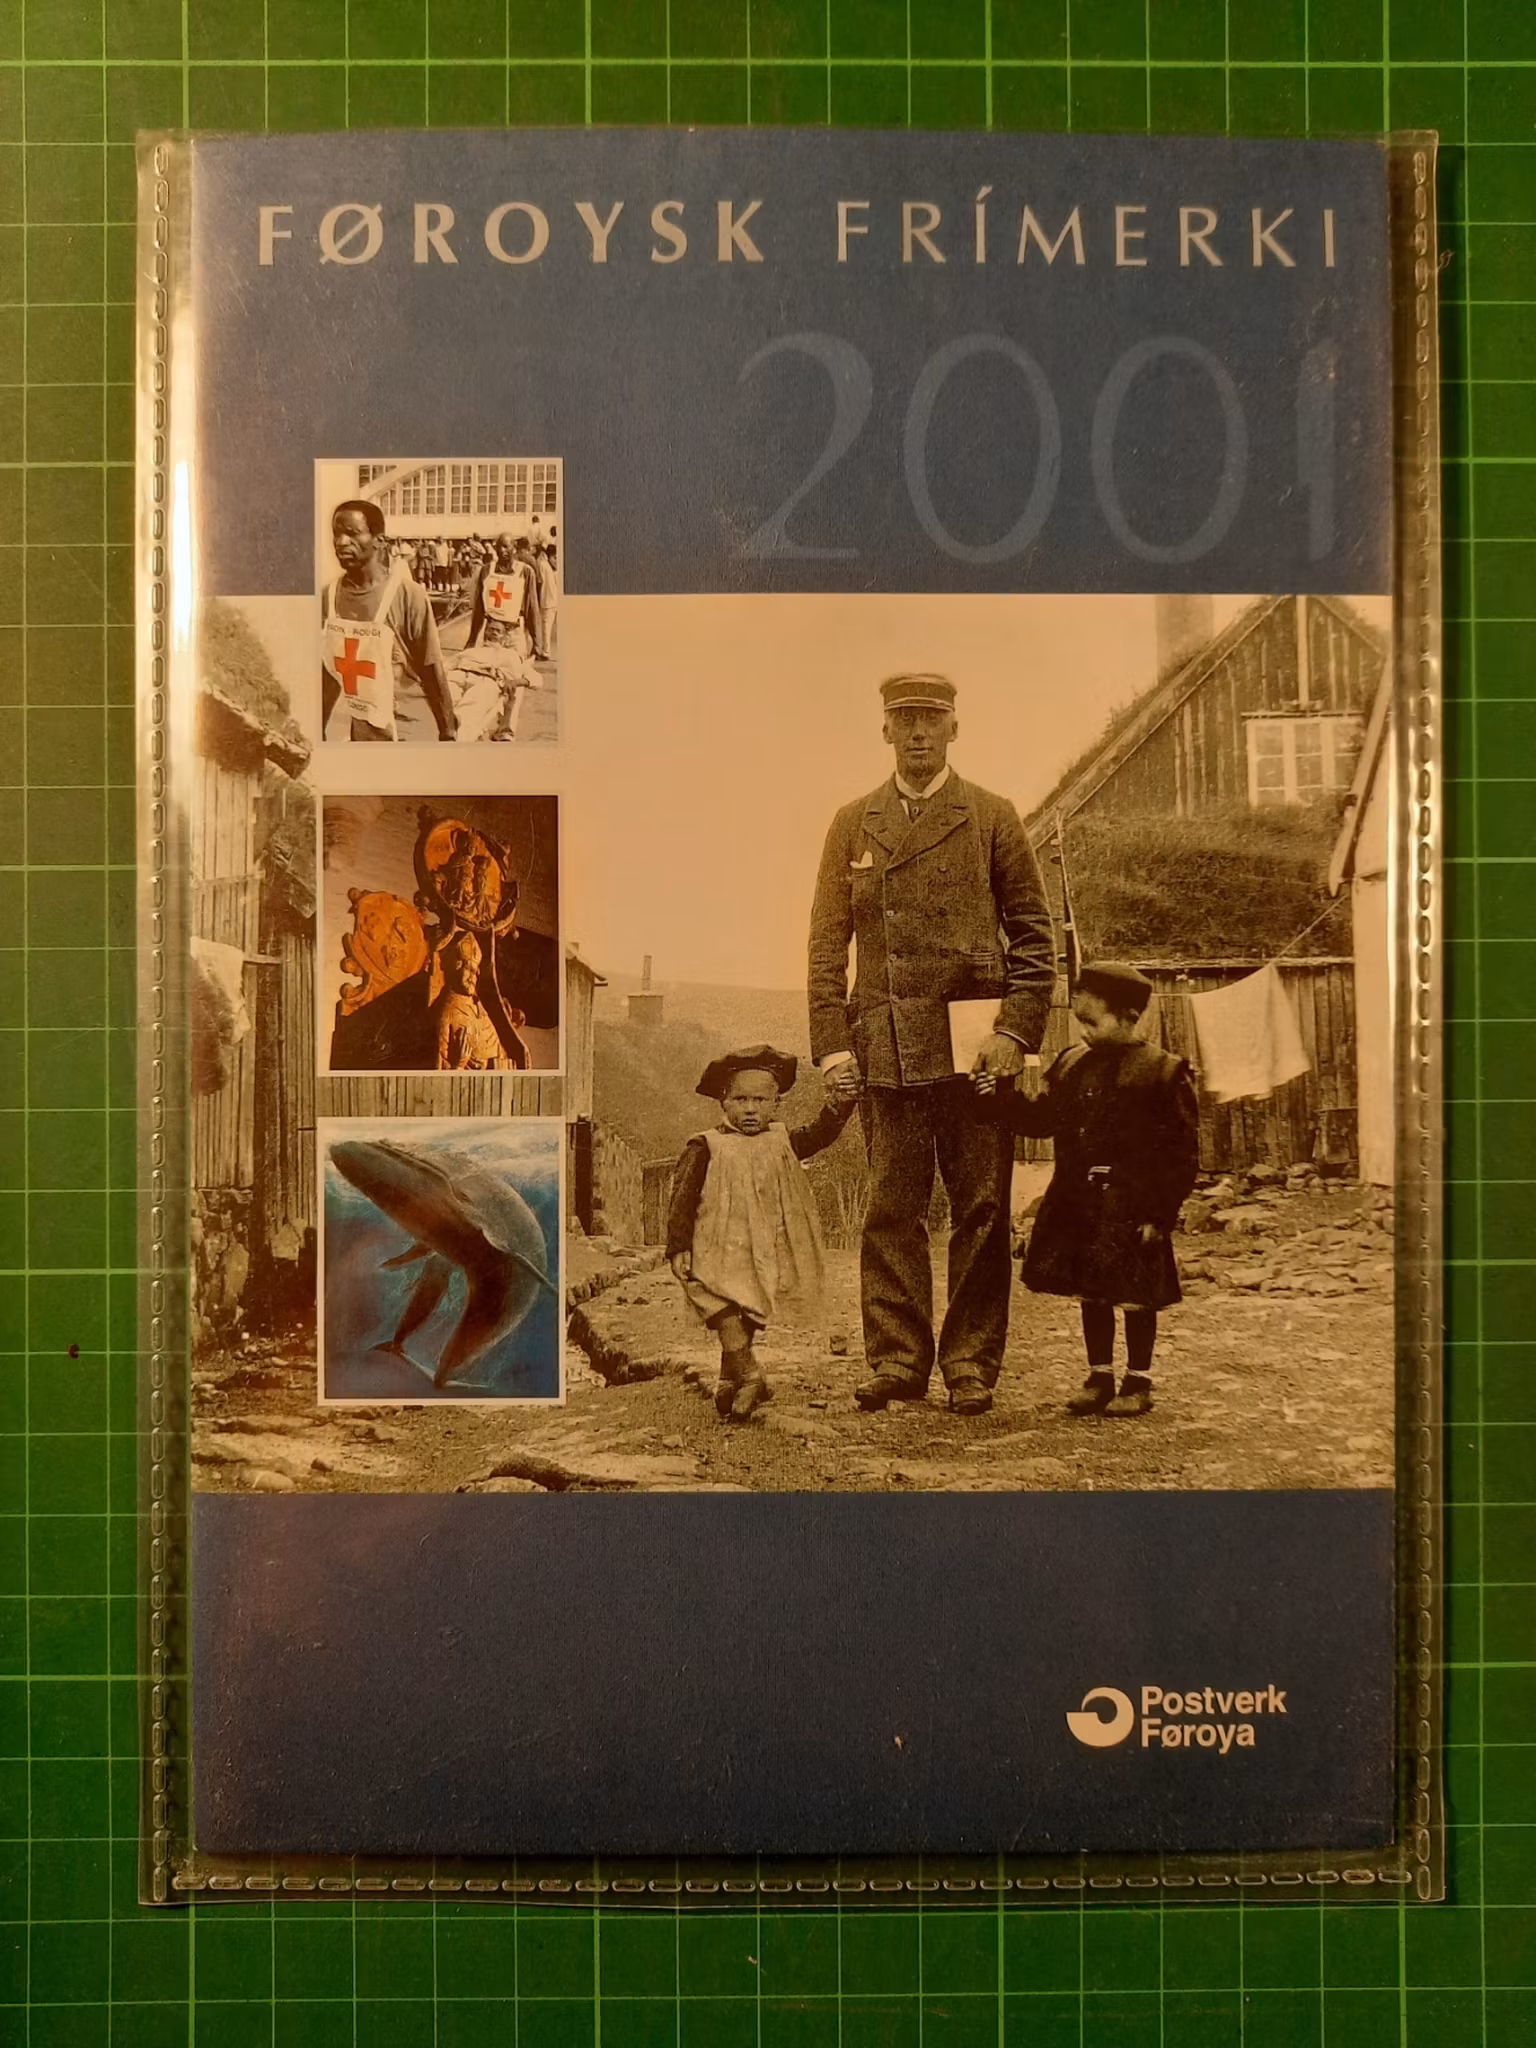 FØROYSK FRÍMERKI
2001
Postverk
Føroya